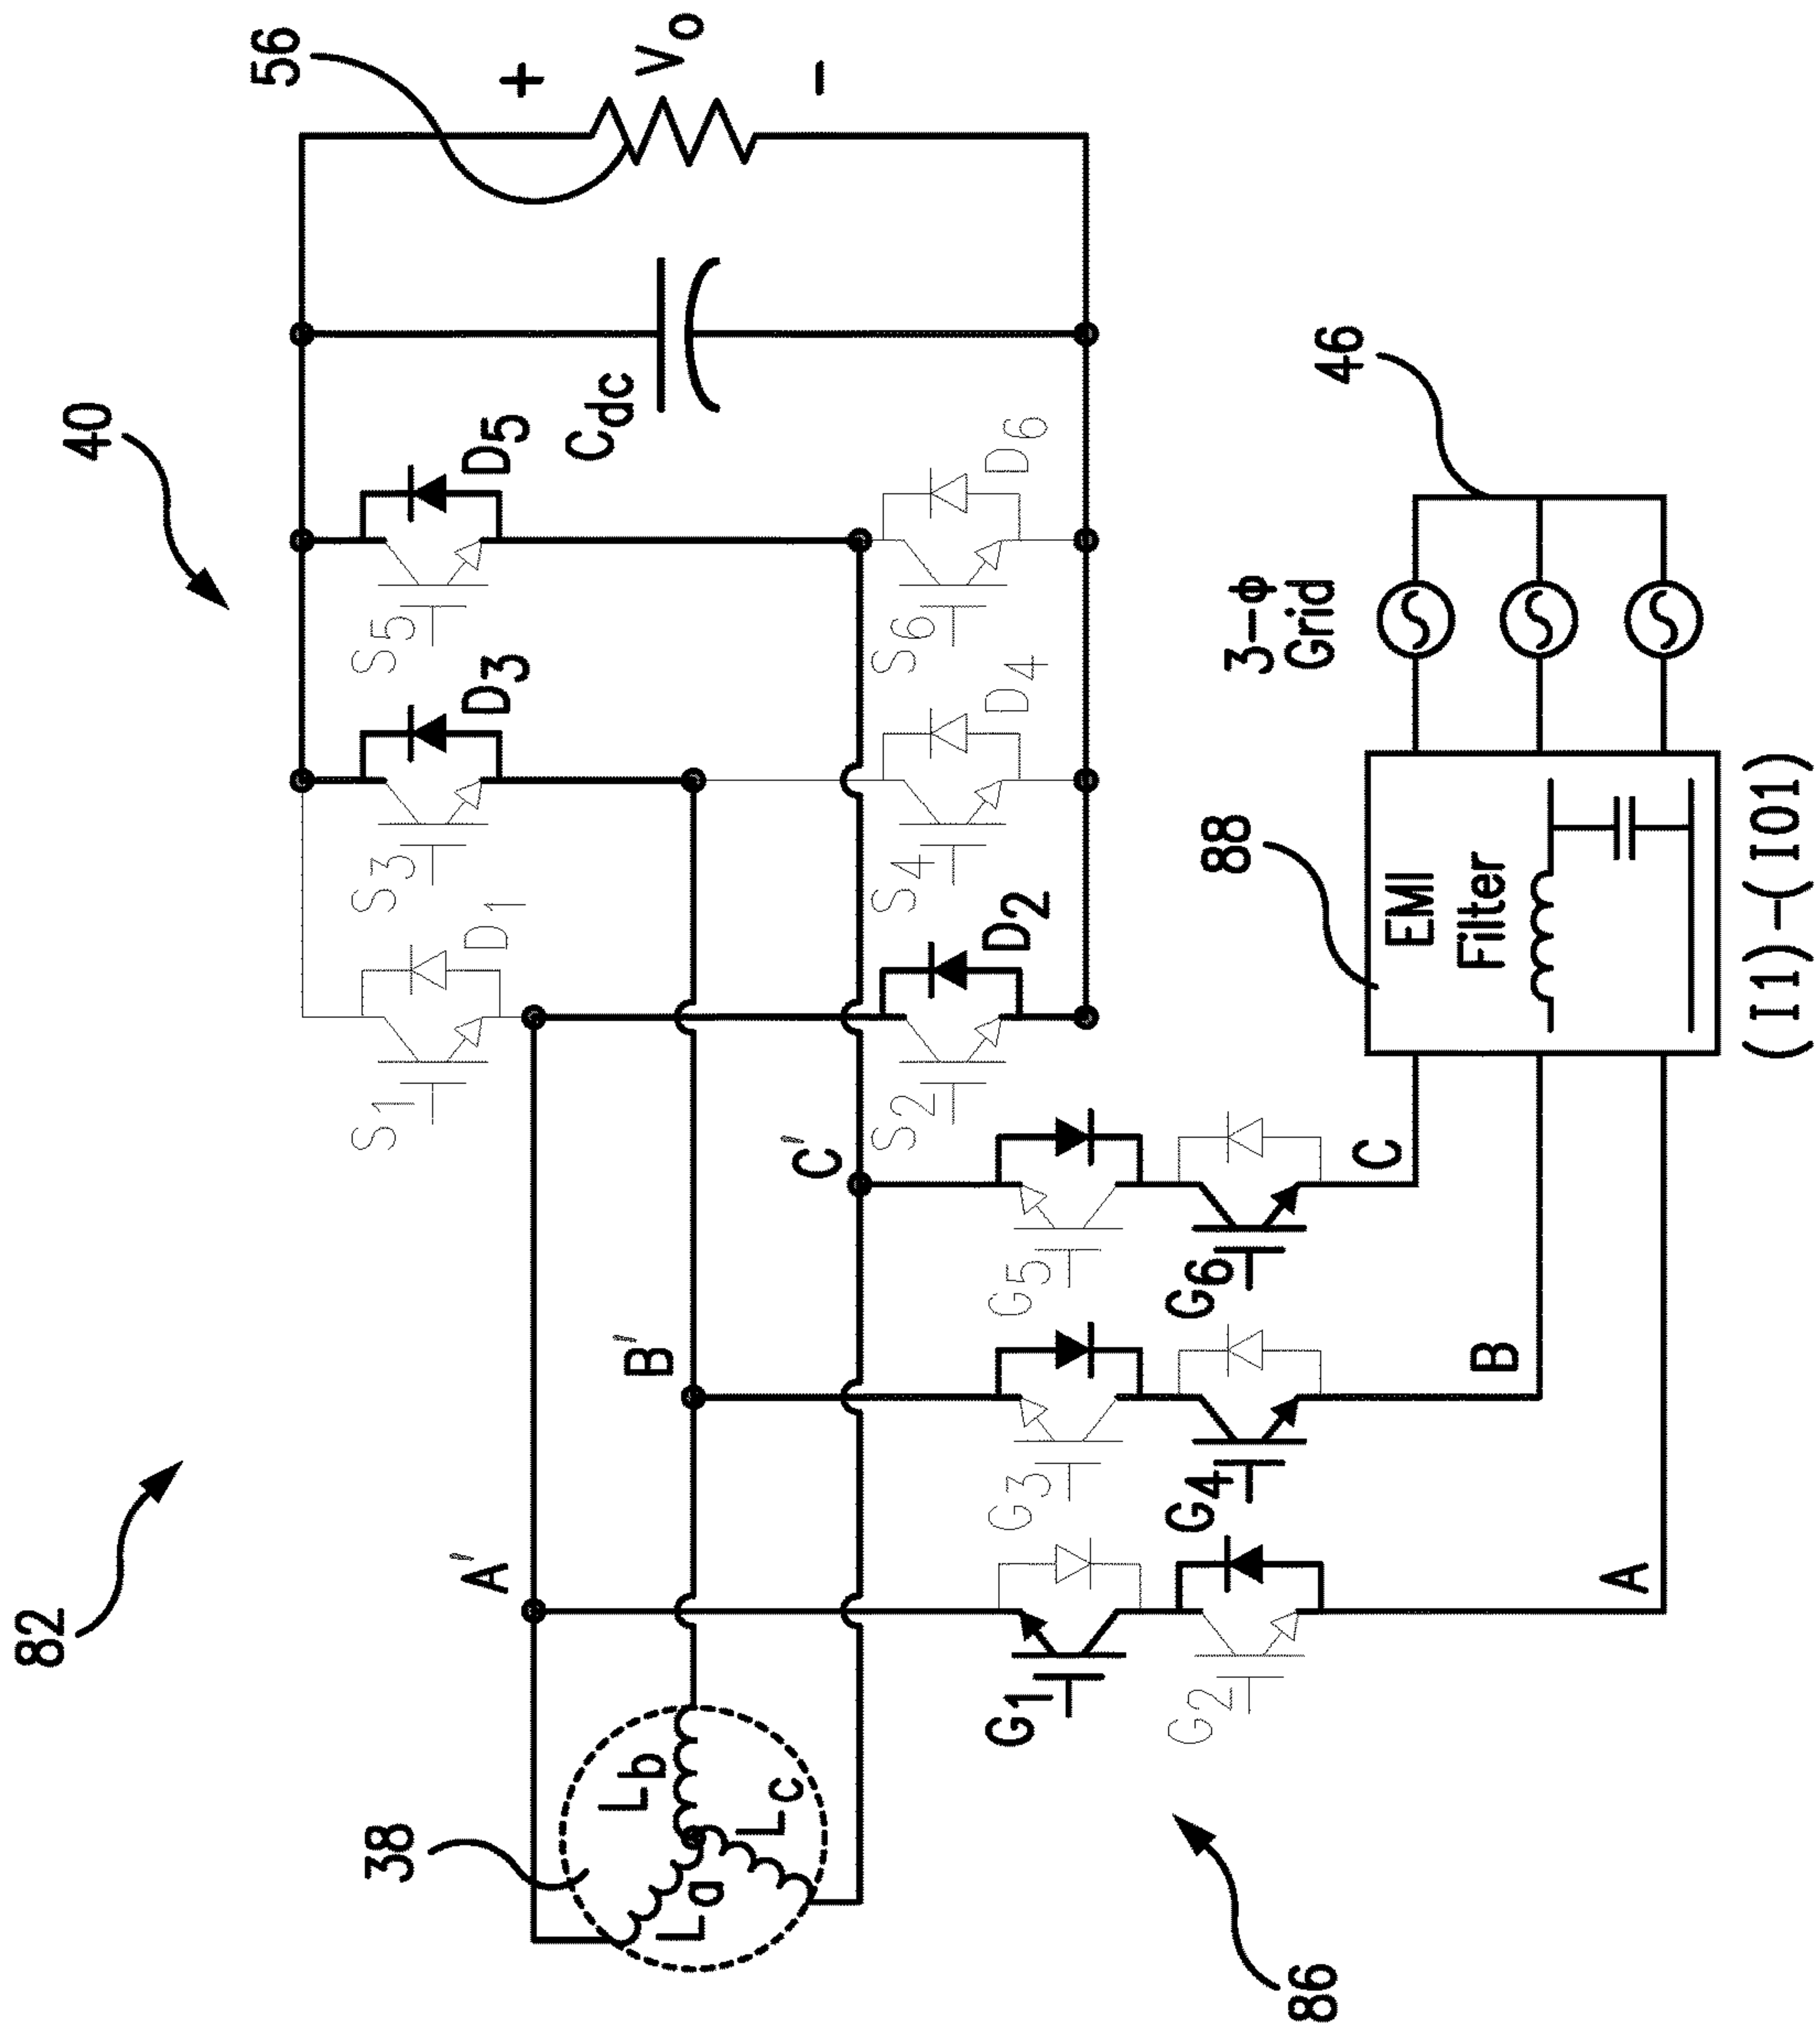 82
40
56
38
A'
B'
C'
La
Lb
Lc
S1
D1
S3
D3
S5
D5
Cdc
+
Vo
−
S2
D2
S4
D4
S6
D6
G1
G3
G5
G2
G4
G6
A
B
C
86
88
EMI
Filter
3-ϕ
Grid
46
(I1)-(I01)